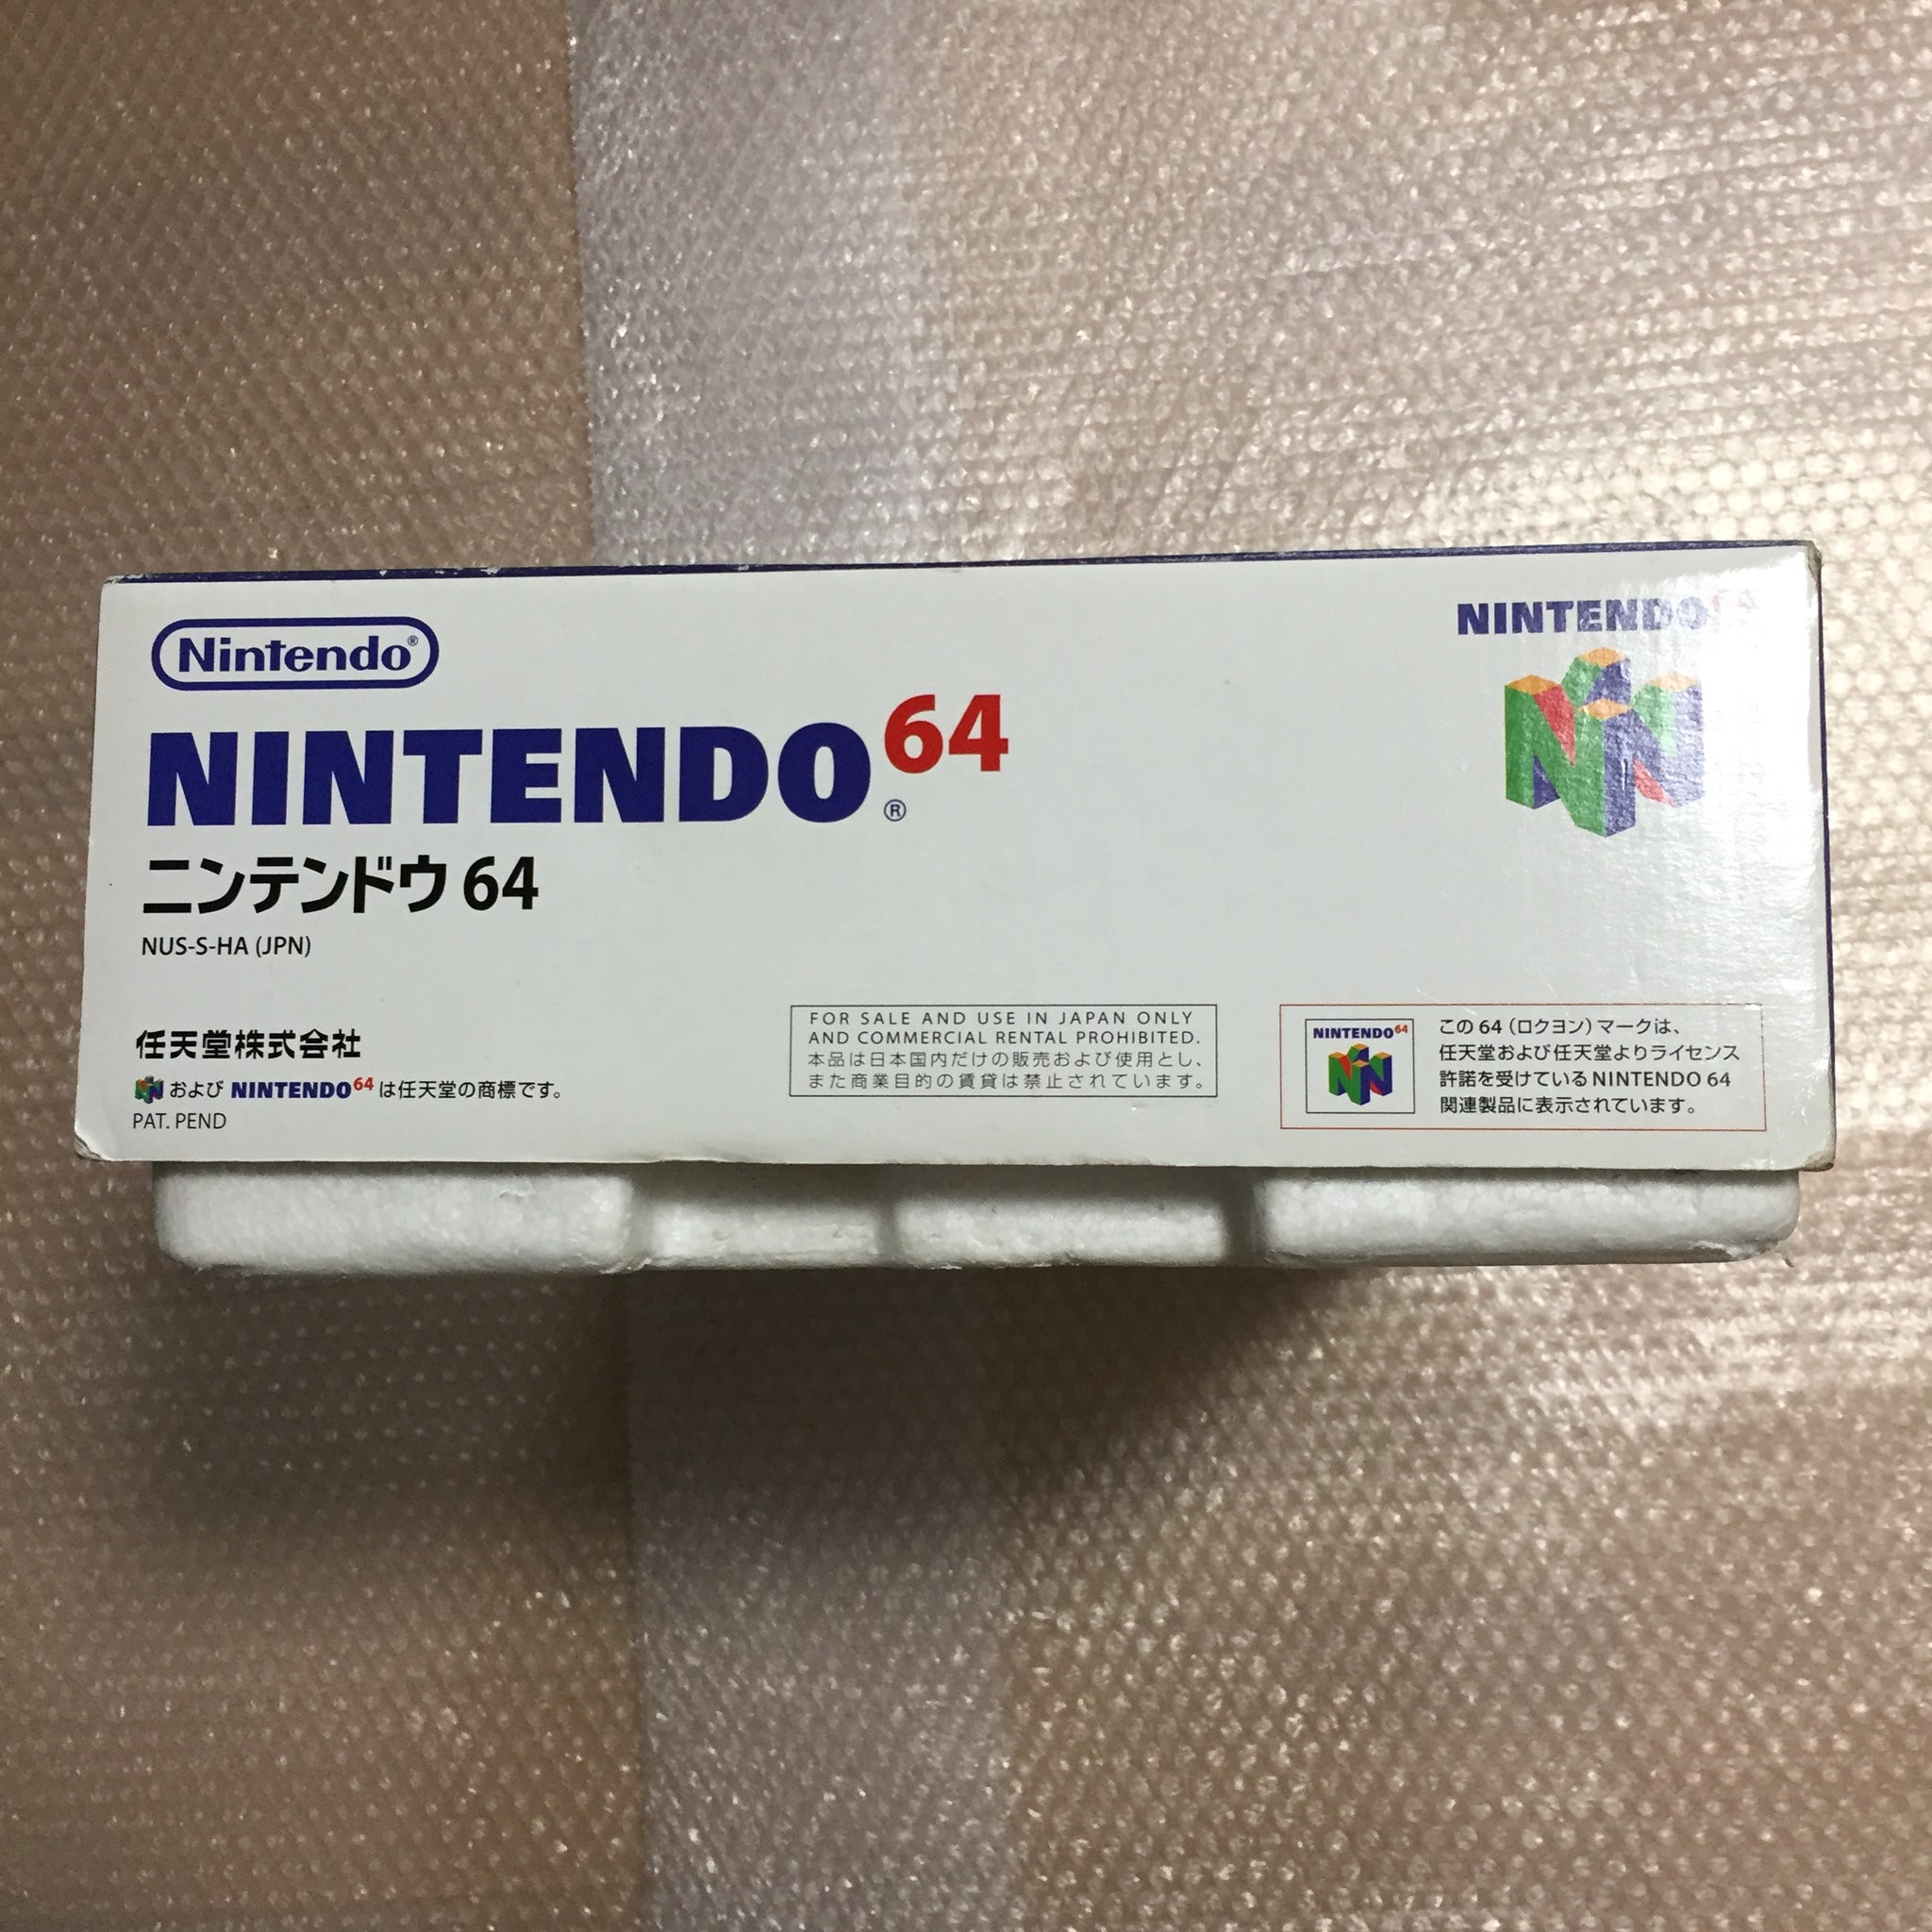 Nintendo®
NINTENDO64®
ニンテンドウ64
NUS-S-HA (JPN)
任天堂株式会社
および NINTENDO64 は任天堂の商標です。
PAT. PEND
FOR SALE AND USE IN JAPAN ONLY
AND COMMERCIAL RENTAL PROHIBITED.
本品は日本国内だけの販売および使用とし、
また商業目的の賃貸は禁止されています。
NINTENDO64
NINTENDO64
この64（ロクヨン）マークは、
任天堂および任天堂よりライセンス
許諾を受けているNINTENDO 64
関連製品に表示されています。